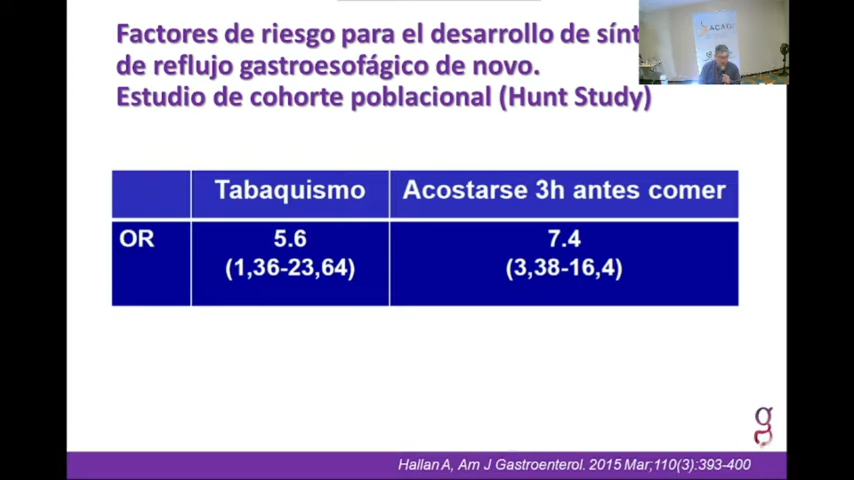 Factores de riesgo para el desarrollo de
de reflujo gastroesofágico de novo.
Estudio de cohorte poblacional (Hunt Study)
Tabaquismo
Acostarse 3h antes comer
OR
5.6
7.4
(1,36-23,64)
(3,38-16,4)
Hallan A, Am J Gastroenterol. 2015 Mar;110(3):393-400